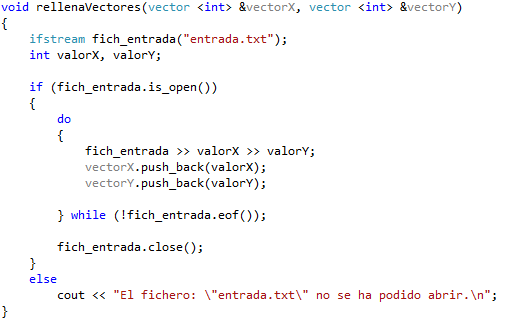 void rellenaVectores(vector <int> &vectorX, vector <int> &vectorY)
{
    ifstream fich_entrada("entrada.txt");
    int valorX, valorY;

    if (fich_entrada.is_open())
    {
        do
        {
            fich_entrada >> valorX >> valorY;
            vectorX.push_back(valorX);
            vectorY.push_back(valorY);

        } while (!fich_entrada.eof());

        fich_entrada.close();
    }
    else
        cout << "El fichero: \"entrada.txt\" no se ha podido abrir.\n";
}